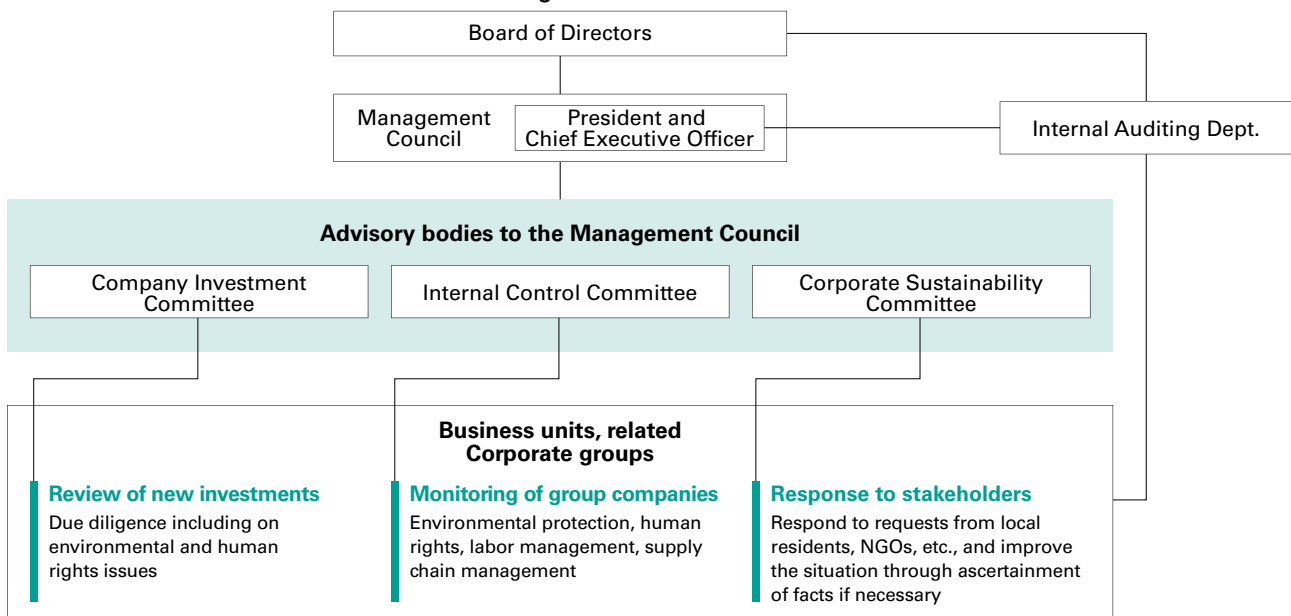 Board of Directors
Management
Council
President and
Chief Executive Officer
Internal Auditing Dept.
Advisory bodies to the Management Council
Company Investment
Committee
Internal Control Committee
Corporate Sustainability
Committee
Business units, related
Corporate groups
Review of new investments
Due diligence including on
environmental and human
rights issues
Monitoring of group companies
Environmental protection, human
rights, labor management, supply
chain management
Response to stakeholders
Respond to requests from local
residents, NGOs, etc., and improve
the situation through ascertainment
of facts if necessary